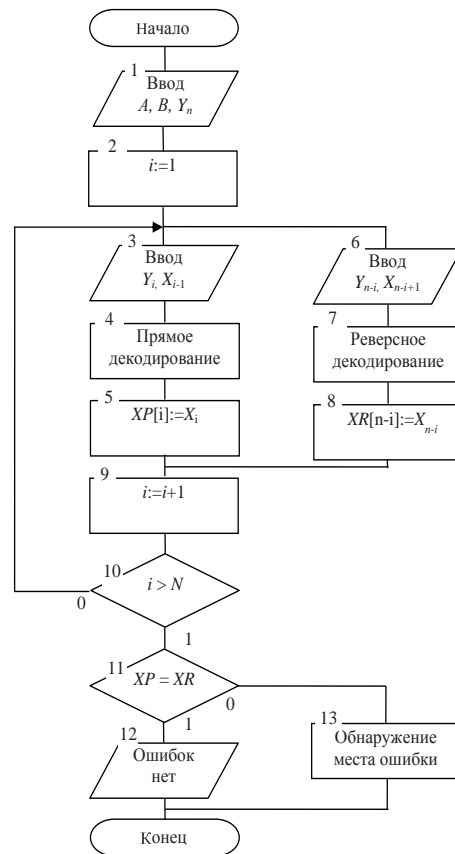 Начало
1
Ввод
A, B, Yn
2
i:=1
3
Ввод
Yi, Xi-1
6
Ввод
Yn-i, Xn-i+1
4
Прямое
декодирование
7
Реверсное
декодирование
5
XP[i]:=Xi
8
XR[n-i]:=Xn-i
9
i:=i+1
10
i > N
0
1
11
XP = XR
0
1
12
Ошибок
нет
13
Обнаружение
места ошибки
Конец